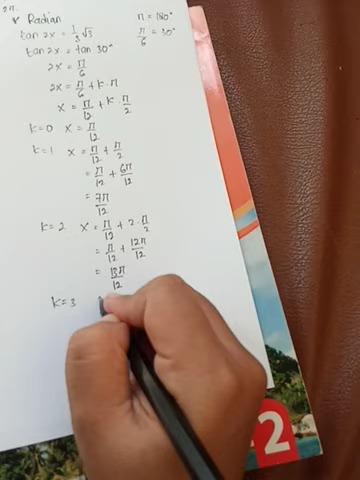 * Radian
π = 180°
tan 2x = 1/3 √3
π/6 = 30°
tan 2x = tan 30°
2x = π/6
2x = π/6 + k . π
x = π/12 + k . π/2
k=0 x = π/12
k=1 x = π/12 + π/2
= π/12 + 6π/12
= 7π/12
k=2 x = π/12 + 2 . π/2
= π/12 + 12π/12
= 13π/12
k=3
2